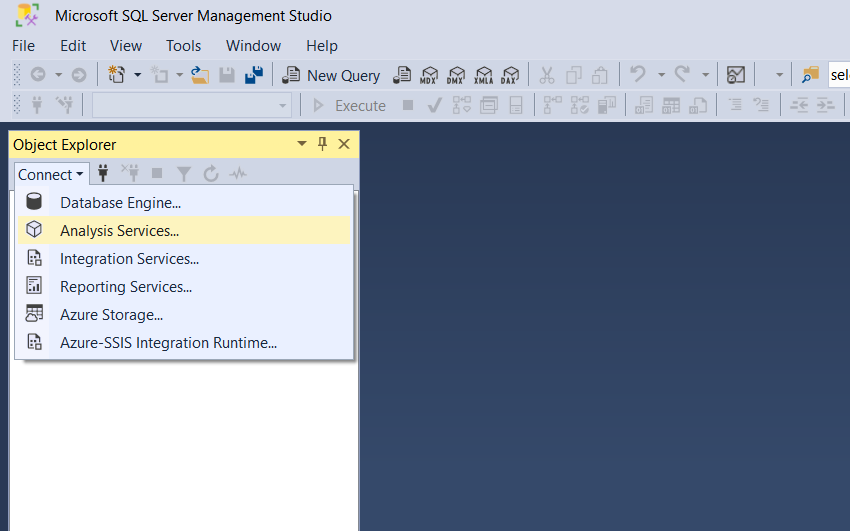 Microsoft SQL Server Management Studio
File Edit View Tools Window Help
New Query MDX DMX XMLA DAX sel
Execute
Object Explorer
Connect
Database Engine...
Analysis Services...
Integration Services...
Reporting Services...
Azure Storage...
Azure-SSIS Integration Runtime...